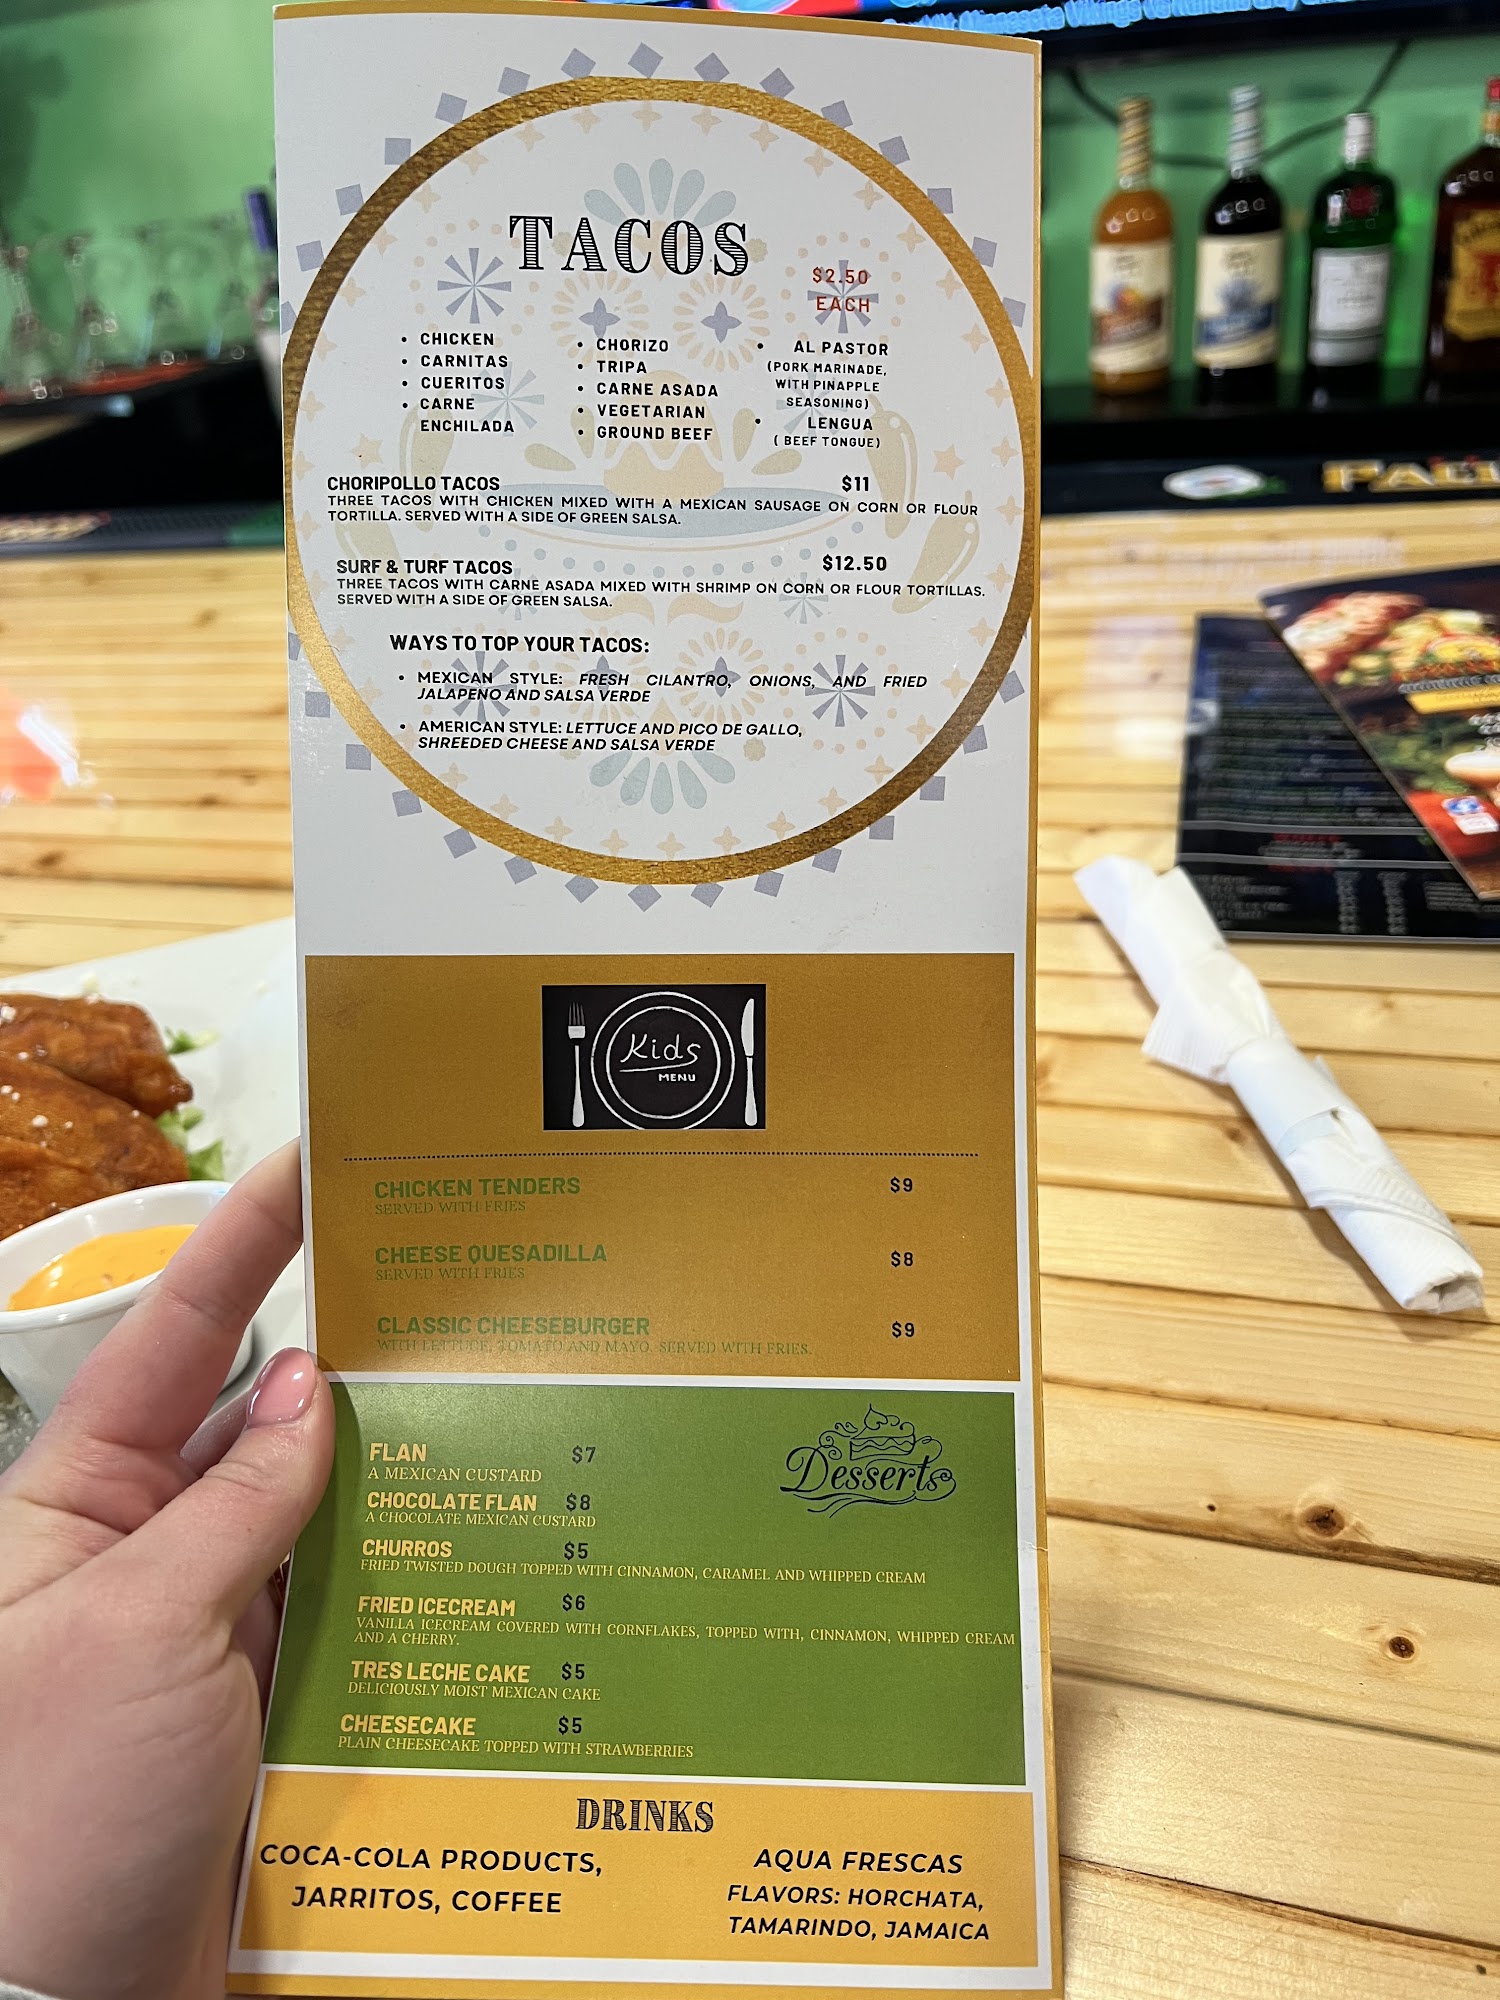 Minnesota Vikings vs
TACOS
$2.50
EACH
• CHICKEN
• CARNITAS
• CUERITOS
• CARNE
ENCHILADA
• CHORIZO
• TRIPA
• CARNE ASADA
• VEGETARIAN
• GROUND BEEF
• AL PASTOR
(PORK MARINADE,
WITH PINAPPLE
SEASONING)
• LENGUA
( BEEF TONGUE)
CHORIPOLLO TACOS $11
THREE TACOS WITH CHICKEN MIXED WITH A MEXICAN SAUSAGE ON CORN OR FLOUR
TORTILLA. SERVED WITH A SIDE OF GREEN SALSA.
SURF & TURF TACOS $12.50
THREE TACOS WITH CARNE ASADA MIXED WITH SHRIMP ON CORN OR FLOUR TORTILLAS.
SERVED WITH A SIDE OF GREEN SALSA.
WAYS TO TOP YOUR TACOS:
• MEXICAN STYLE: FRESH CILANTRO, ONIONS, AND FRIED
JALAPENO AND SALSA VERDE
• AMERICAN STYLE: LETTUCE AND PICO DE GALLO,
SHREEDED CHEESE AND SALSA VERDE
Kids
MENU
CHICKEN TENDERS $9
SERVED WITH FRIES
CHEESE QUESADILLA $8
SERVED WITH FRIES
CLASSIC CHEESEBURGER $9
WITH LETTUCE, TOMATO AND MAYO. SERVED WITH FRIES.
Desserts
FLAN $7
A MEXICAN CUSTARD
CHOCOLATE FLAN $8
A CHOCOLATE MEXICAN CUSTARD
CHURROS $5
FRIED TWISTED DOUGH TOPPED WITH CINNAMON, CARAMEL AND WHIPPED CREAM
FRIED ICECREAM $6
VANILLA ICECREAM COVERED WITH CORNFLAKES, TOPPED WITH, CINNAMON, WHIPPED CREAM
AND A CHERRY.
TRES LECHE CAKE $5
DELICIOUSLY MOIST MEXICAN CAKE
CHEESECAKE $5
PLAIN CHEESECAKE TOPPED WITH STRAWBERRIES
DRINKS
COCA-COLA PRODUCTS,
JARRITOS, COFFEE
AQUA FRESCAS
FLAVORS: HORCHATA,
TAMARINDO, JAMAICA